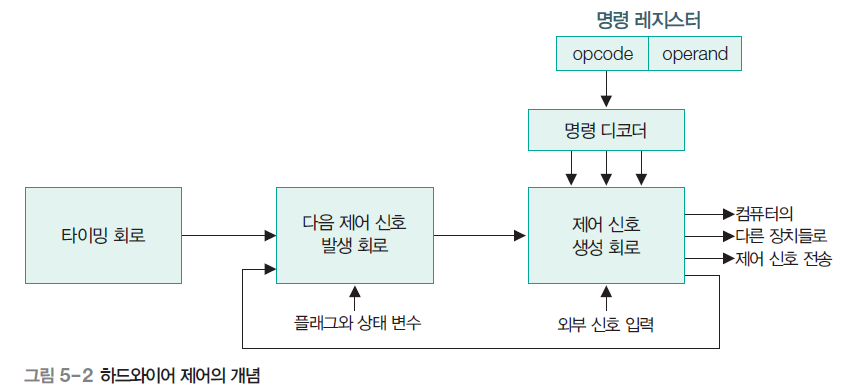 명령 레지스터
opcode operand
명령 디코더
타이밍 회로
다음 제어 신호
발생 회로
제어 신호
생성 회로
컴퓨터의
다른 장치들로
제어 신호 전송
플래그와 상태 변수
외부 신호 입력
그림 5-2 하드와이어 제어의 개념